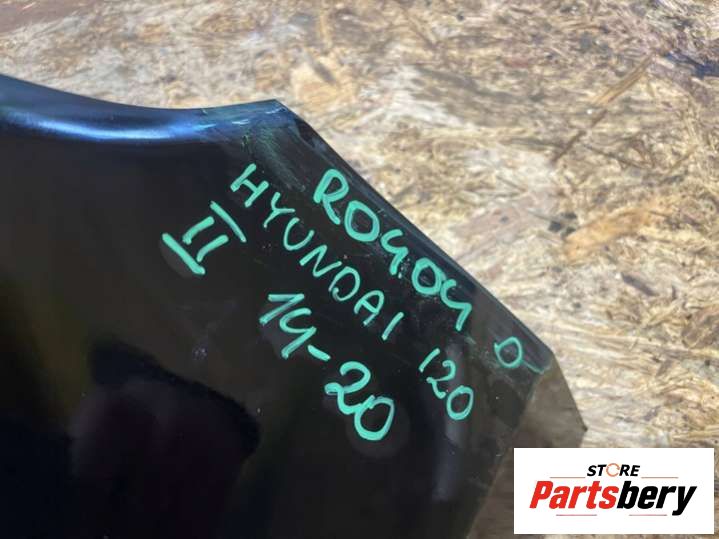 R0404 D
HYUNDAI I20
II 14-20
STORE
Partsbery